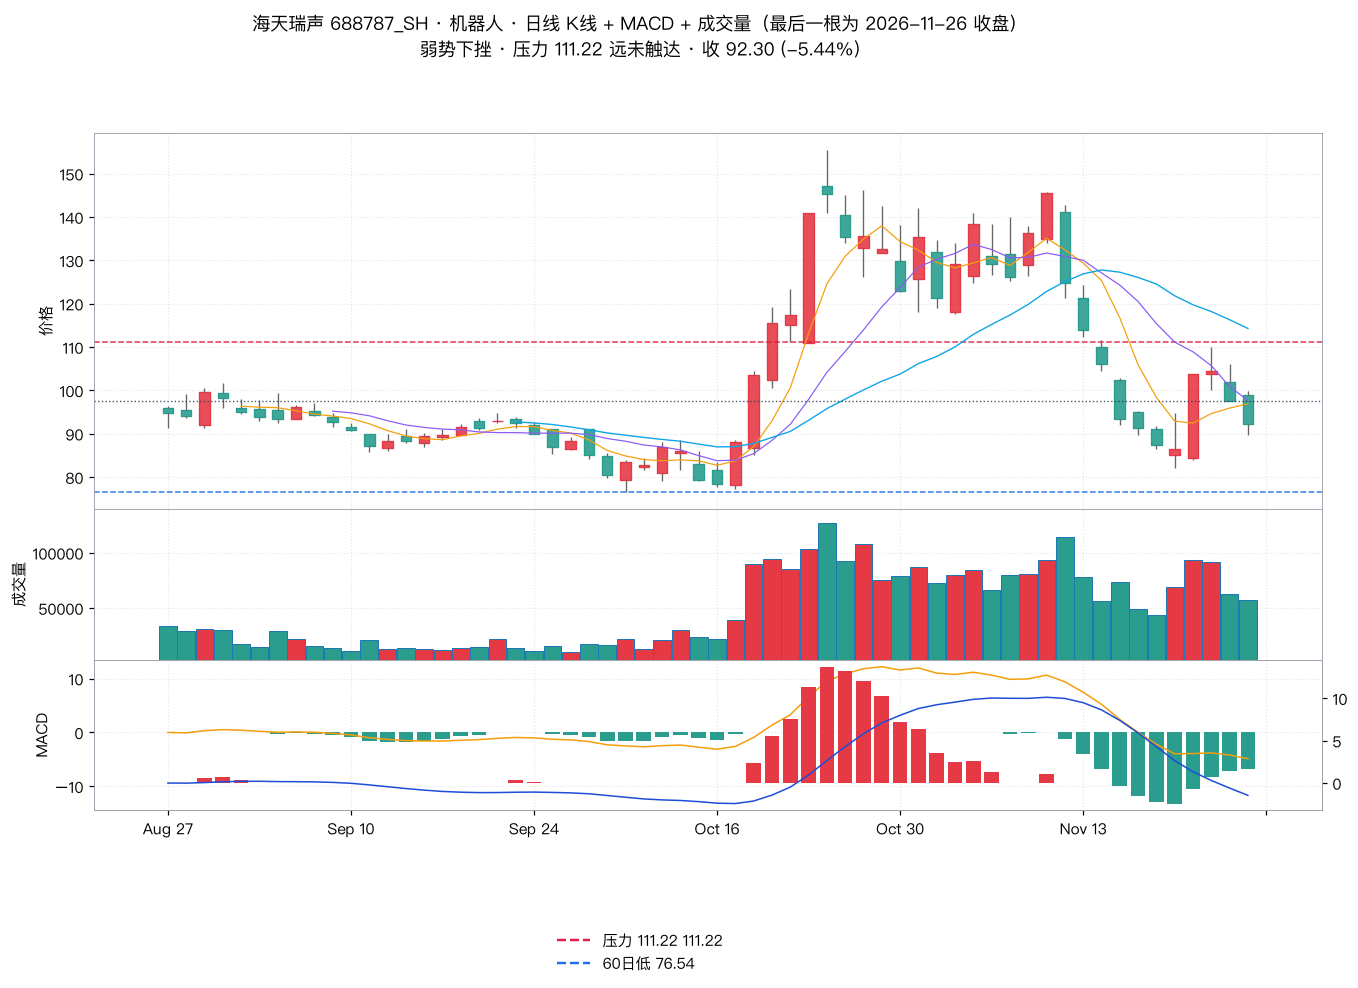 海天瑞声 688787_SH · 机器人 · 日线 K线 + MACD + 成交量（最后一根为 2026-11-26 收盘）
弱势下挫 · 压力 111.22 远未触达 · 收 92.30 (−5.44%)
价格
150
140
130
120
110
100
90
80
成交量
100000
50000
MACD
10
0
−10
10
5
0
Aug 27
Sep 10
Sep 24
Oct 16
Oct 30
Nov 13
压力 111.22 111.22
60日低 76.54